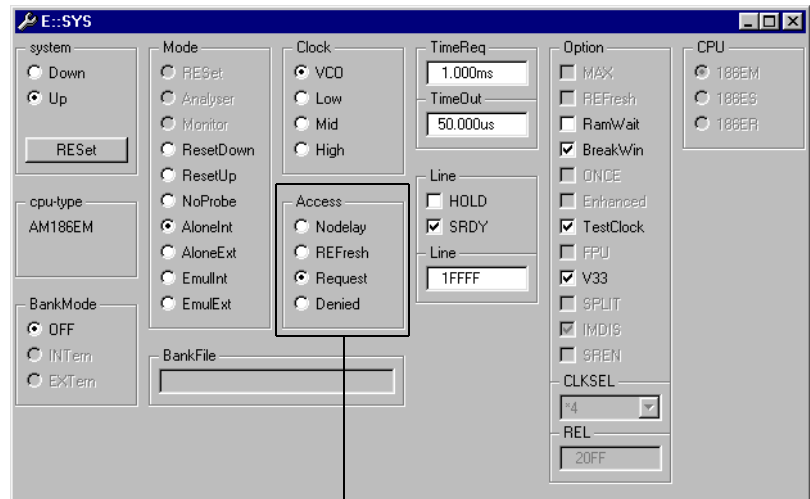 E::SYS
system
Down
Up
RESet
cpu-type
AM186EM
BankMode
OFF
INTern
EXTern
Mode
RESet
Analyser
Monitor
ResetDown
ResetUp
NoProbe
AloneInt
AloneExt
EmulInt
EmulExt
BankFile
Clock
VCO
Low
Mid
High
Access
Nodelay
REFresh
Request
Denied
TimeReq
1.000ms
TimeOut
50.000us
Line
HOLD
SRDY
Line
1FFFF
Option
MAX
REFresh
RamWait
BreakWin
ONCE
Enhanced
TestClock
FPU
V33
SPLIT
IMDIS
SREN
CLKSEL
*4
REL
20FF
CPU
186EM
186ES
186ER